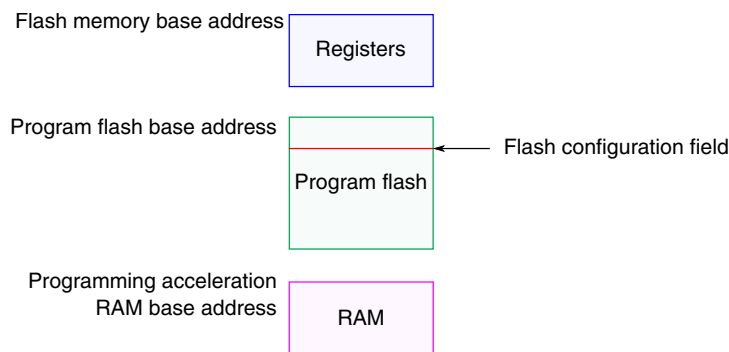 Flash memory base address
Registers
Program flash base address
Flash configuration field
Program flash
Programming acceleration
RAM base address
RAM